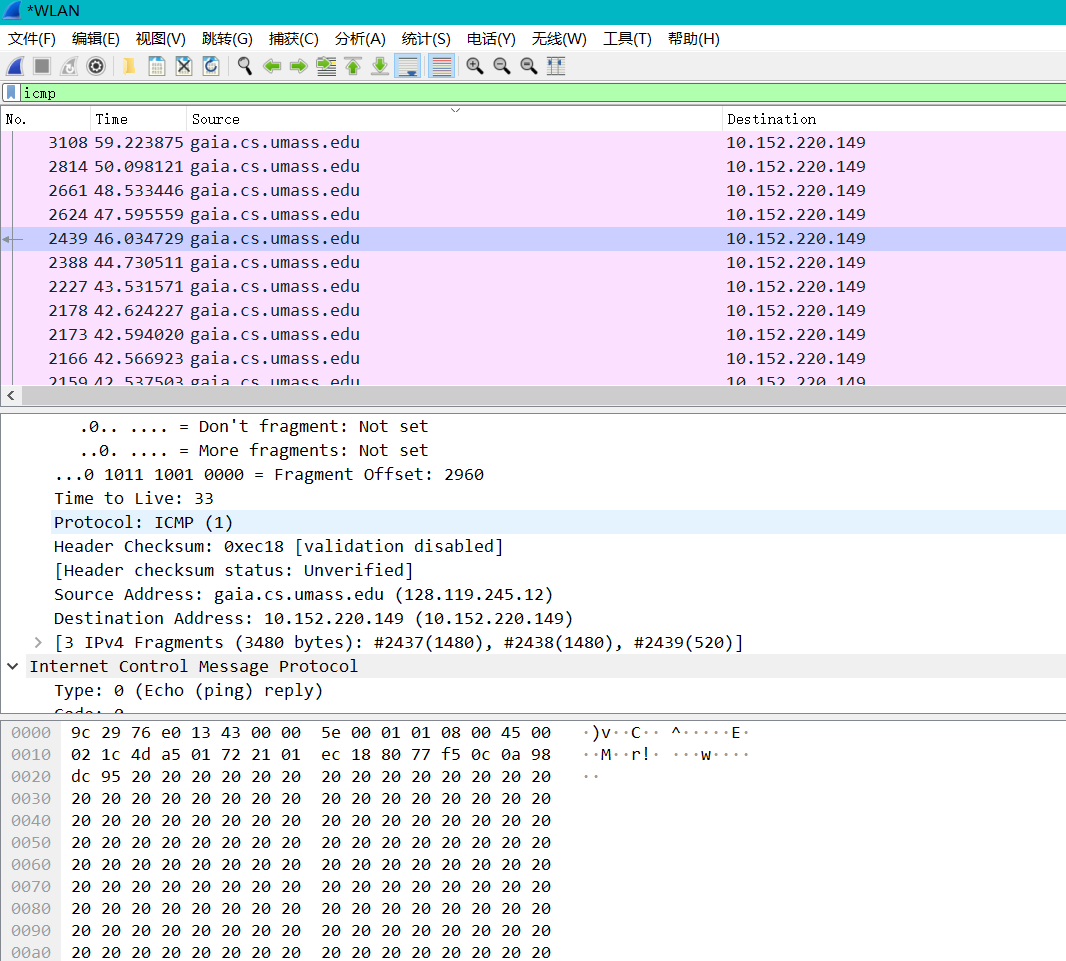 *WLAN
文件(F) 编辑(E) 视图(V) 跳转(G) 捕获(C) 分析(A) 统计(S) 电话(Y) 无线(W) 工具(T) 帮助(H)
icmp
No. Time Source Destination
3108 59.223875 gaia.cs.umass.edu 10.152.220.149
2814 50.098121 gaia.cs.umass.edu 10.152.220.149
2661 48.533446 gaia.cs.umass.edu 10.152.220.149
2624 47.595559 gaia.cs.umass.edu 10.152.220.149
2439 46.034729 gaia.cs.umass.edu 10.152.220.149
2388 44.730511 gaia.cs.umass.edu 10.152.220.149
2227 43.531571 gaia.cs.umass.edu 10.152.220.149
2178 42.624227 gaia.cs.umass.edu 10.152.220.149
2173 42.594020 gaia.cs.umass.edu 10.152.220.149
2166 42.566923 gaia.cs.umass.edu 10.152.220.149
2159 42.537503 gaia.cs.umass.edu 10.152.220.149
.0.. .... = Don't fragment: Not set
..0. .... = More fragments: Not set
...0 1011 1001 0000 = Fragment Offset: 2960
Time to Live: 33
Protocol: ICMP (1)
Header Checksum: 0xec18 [validation disabled]
[Header checksum status: Unverified]
Source Address: gaia.cs.umass.edu (128.119.245.12)
Destination Address: 10.152.220.149 (10.152.220.149)
[3 IPv4 Fragments (3480 bytes): #2437(1480), #2438(1480), #2439(520)]
Internet Control Message Protocol
Type: 0 (Echo (ping) reply)
Code: 0
0000 9c 29 76 e0 13 43 00 00 5e 00 01 01 08 00 45 00 ·)v··C·· ^·····E·
0010 02 1c 4d a5 01 72 21 01 ec 18 80 77 f5 0c 0a 98 ··M··r!· ···w····
0020 dc 95 20 20 20 20 20 20 20 20 20 20 20 20 20 20 ··
0030 20 20 20 20 20 20 20 20 20 20 20 20 20 20 20 20
0040 20 20 20 20 20 20 20 20 20 20 20 20 20 20 20 20
0050 20 20 20 20 20 20 20 20 20 20 20 20 20 20 20 20
0060 20 20 20 20 20 20 20 20 20 20 20 20 20 20 20 20
0070 20 20 20 20 20 20 20 20 20 20 20 20 20 20 20 20
0080 20 20 20 20 20 20 20 20 20 20 20 20 20 20 20 20
0090 20 20 20 20 20 20 20 20 20 20 20 20 20 20 20 20
00a0 20 20 20 20 20 20 20 20 20 20 20 20 20 20 20 20